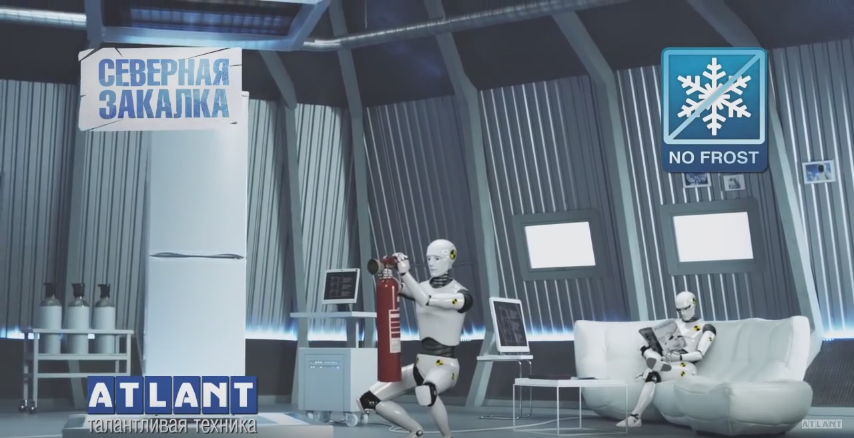 СЕВЕРНАЯ
ЗАКАЛКА
NO FROST
ATLANT
талантливая техника
ATLANT